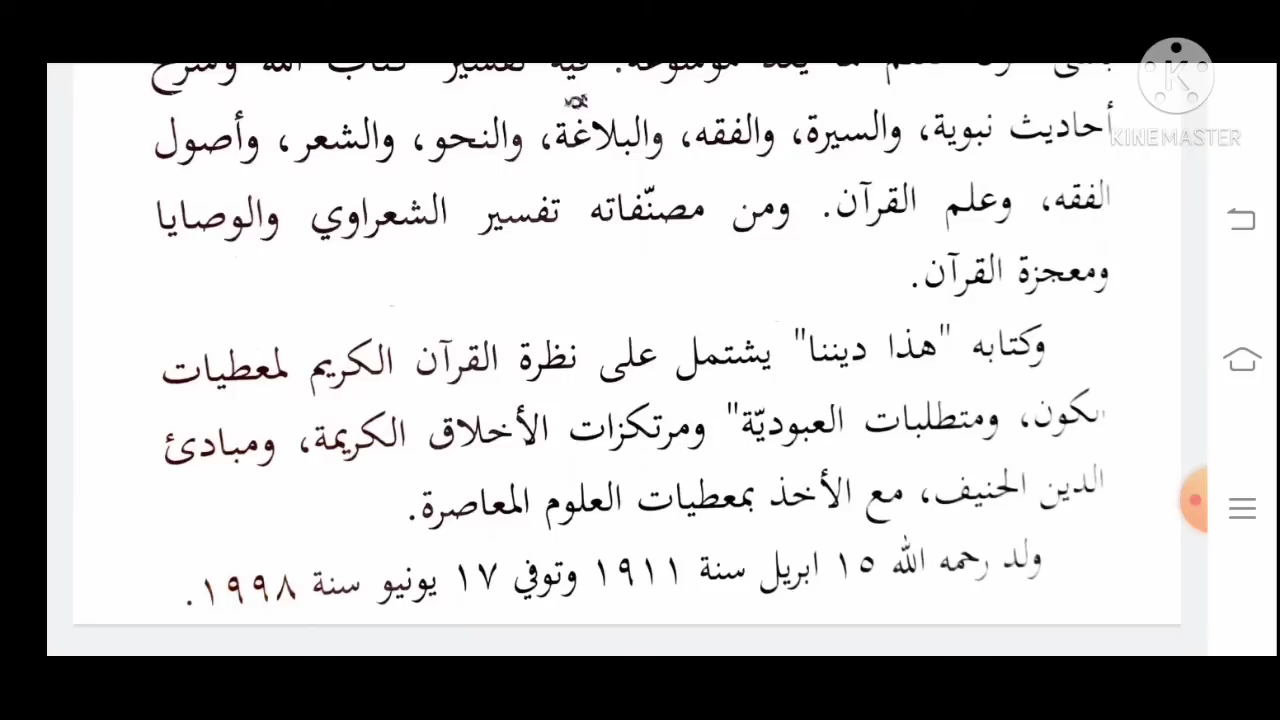 KINEMASTER
أحاديث نبوية، والسيرة، والفقه، والبلاغة، والنحو، والشعر، وأصول
الفقه، وعلم القرآن. ومن مصنّفاته تفسير الشعراوي والوصايا
ومعجزة القرآن.
وكتابه "هذا ديننا" يشتمل على نظرة القرآن الكريم لمعطيات
الكون، ومتطلبات العبوديّة" ومرتكزات الأخلاق الكريمة، ومبادئ
الدين الحنيف، مع الأخذ بمعطيات العلوم المعاصرة.
ولد رحمه الله ١٥ ابريل سنة ١٩١١ وتوفي ١٧ يونيو سنة ١٩٩٨.